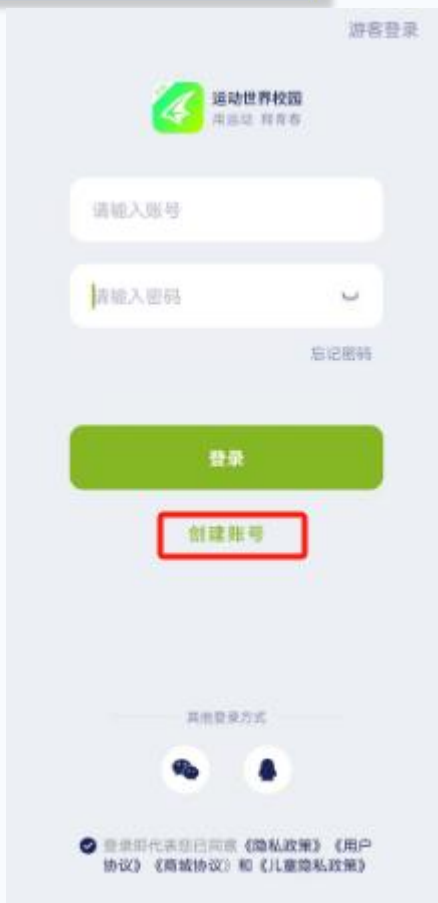 游客登录
运动世界校园
用运动 释青春
请输入账号
请输入密码
忘记密码
登录
创建账号
其他登录方式
登录即代表您已同意《隐私政策》《用户
协议》《商城协议》和《儿童隐私政策》